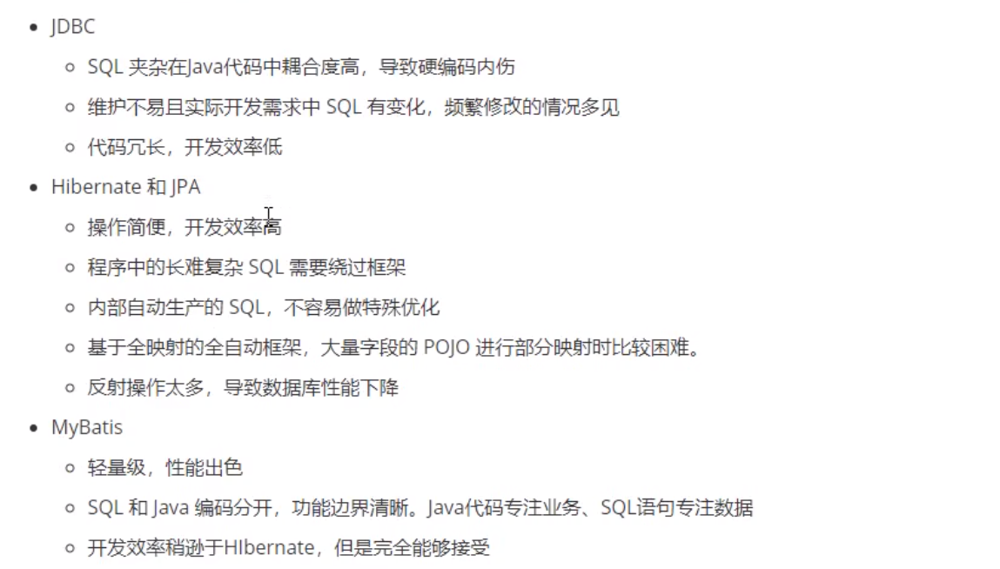 JDBC
SQL 夹杂在Java代码中耦合度高，导致硬编码内伤
维护不易且实际开发需求中 SQL 有变化，频繁修改的情况多见
代码冗长，开发效率低
Hibernate 和 JPA
操作简便，开发效率高
程序中的长难复杂 SQL 需要绕过框架
内部自动生产的 SQL，不容易做特殊优化
基于全映射的全自动框架，大量字段的 POJO 进行部分映射时比较困难。
反射操作太多，导致数据库性能下降
MyBatis
轻量级，性能出色
SQL 和 Java 编码分开，功能边界清晰。Java代码专注业务、SQL语句专注数据
开发效率稍逊于HIbernate，但是完全能够接受